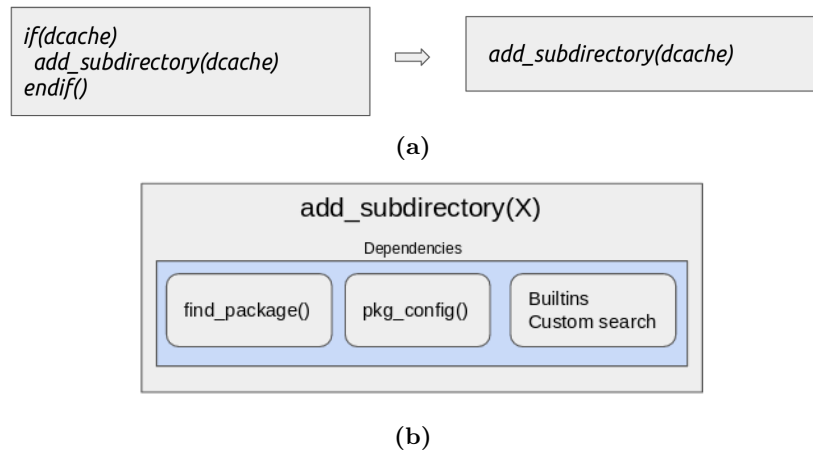 if(dcache)
add_subdirectory(dcache)
endif()
add_subdirectory(dcache)
(a)
add_subdirectory(X)
Dependencies
find_package()
pkg_config()
Builtins
Custom search
(b)